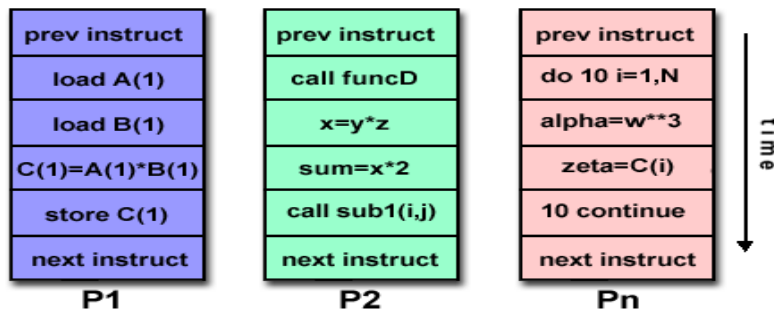 prev instruct
load A(1)
load B(1)
C(1)=A(1)*B(1)
store C(1)
next instruct
P1
prev instruct
call funcD
x=y*z
sum=x*2
call sub1(i,j)
next instruct
P2
prev instruct
do 10 i=1,N
alpha=w**3
zeta=C(i)
10 continue
next instruct
Pn
time